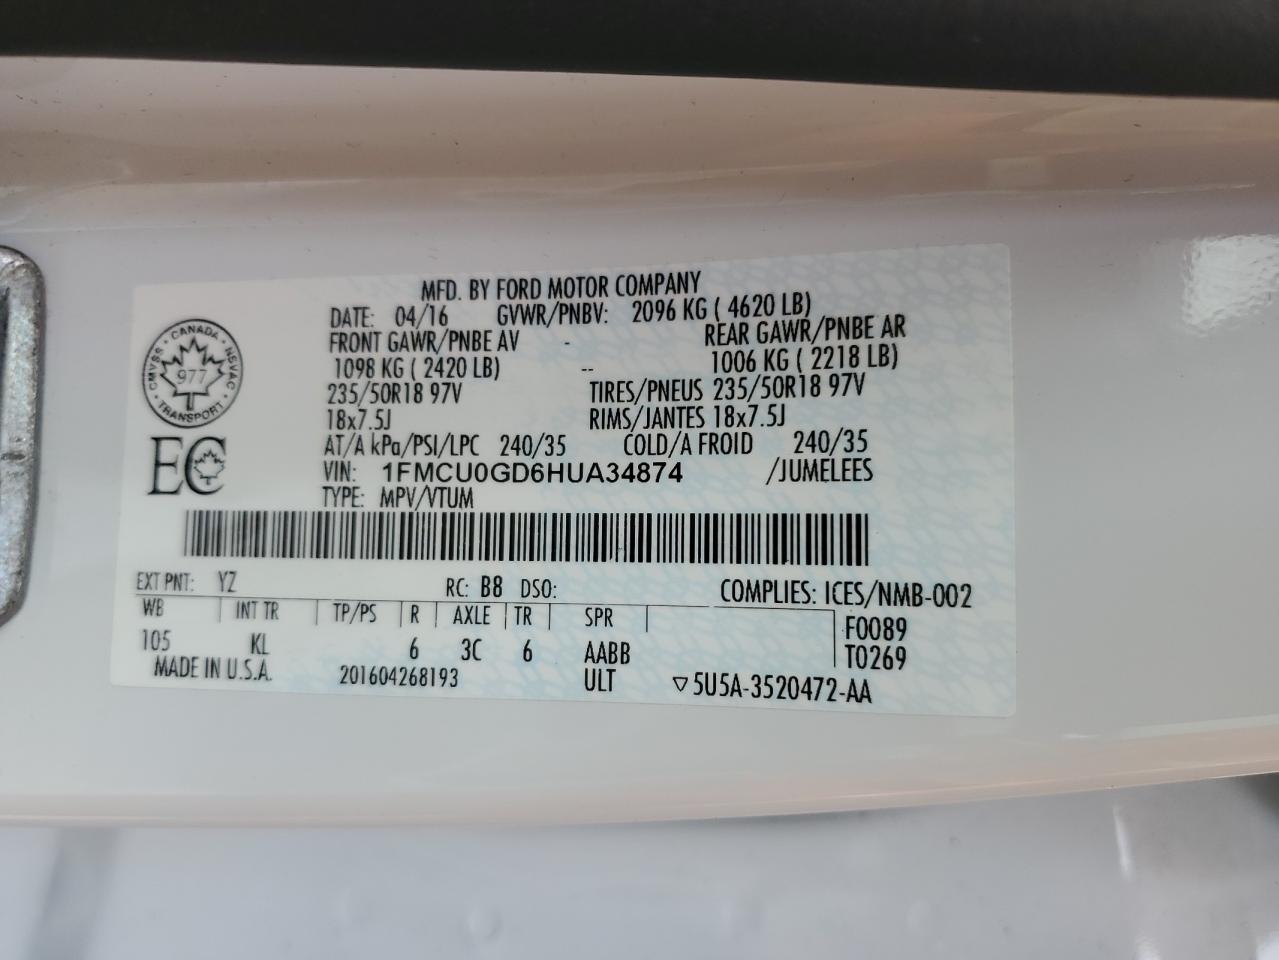 MFD. BY FORD MOTOR COMPANY
DATE: 04/16 GVWR/PNBV: 2096 KG ( 4620 LB)
FRONT GAWR/PNBE AV - REAR GAWR/PNBE AR
1098 KG ( 2420 LB) -- 1006 KG ( 2218 LB)
235/50R18 97V TIRES/PNEUS 235/50R18 97V
18x7.5J RIMS/JANTES 18x7.5J
AT/A kPa/PSI/LPC 240/35 COLD/A FROID 240/35
VIN: 1FMCU0GD6HUA34874 /JUMELEES
TYPE: MPV/VTUM
CANADA
CMVSS NSVAC
977
TRANSPORT
EC
EXT PNT: YZ RC: B8 DSO: COMPLIES: ICES/NMB-002
WB INT TR TP/PS R AXLE TR SPR F0089
105 KL 6 3C 6 AABB T0269
MADE IN U.S.A. 201604268193 ULT ▽5U5A-3520472-AA